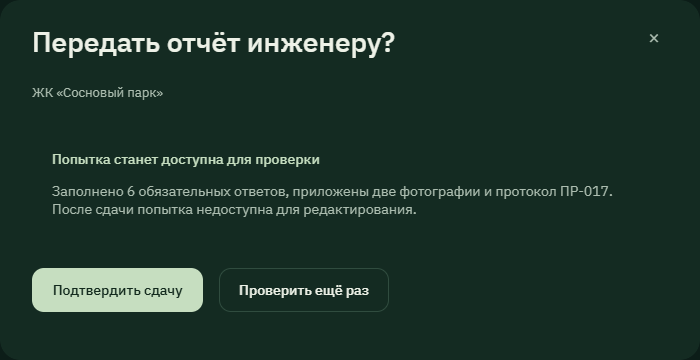 Передать отчёт инженеру?
×
ЖК «Сосновый парк»
Попытка станет доступна для проверки
Заполнено 6 обязательных ответов, приложены две фотографии и протокол ПР-017.
После сдачи попытка недоступна для редактирования.
Подтвердить сдачу
Проверить ещё раз